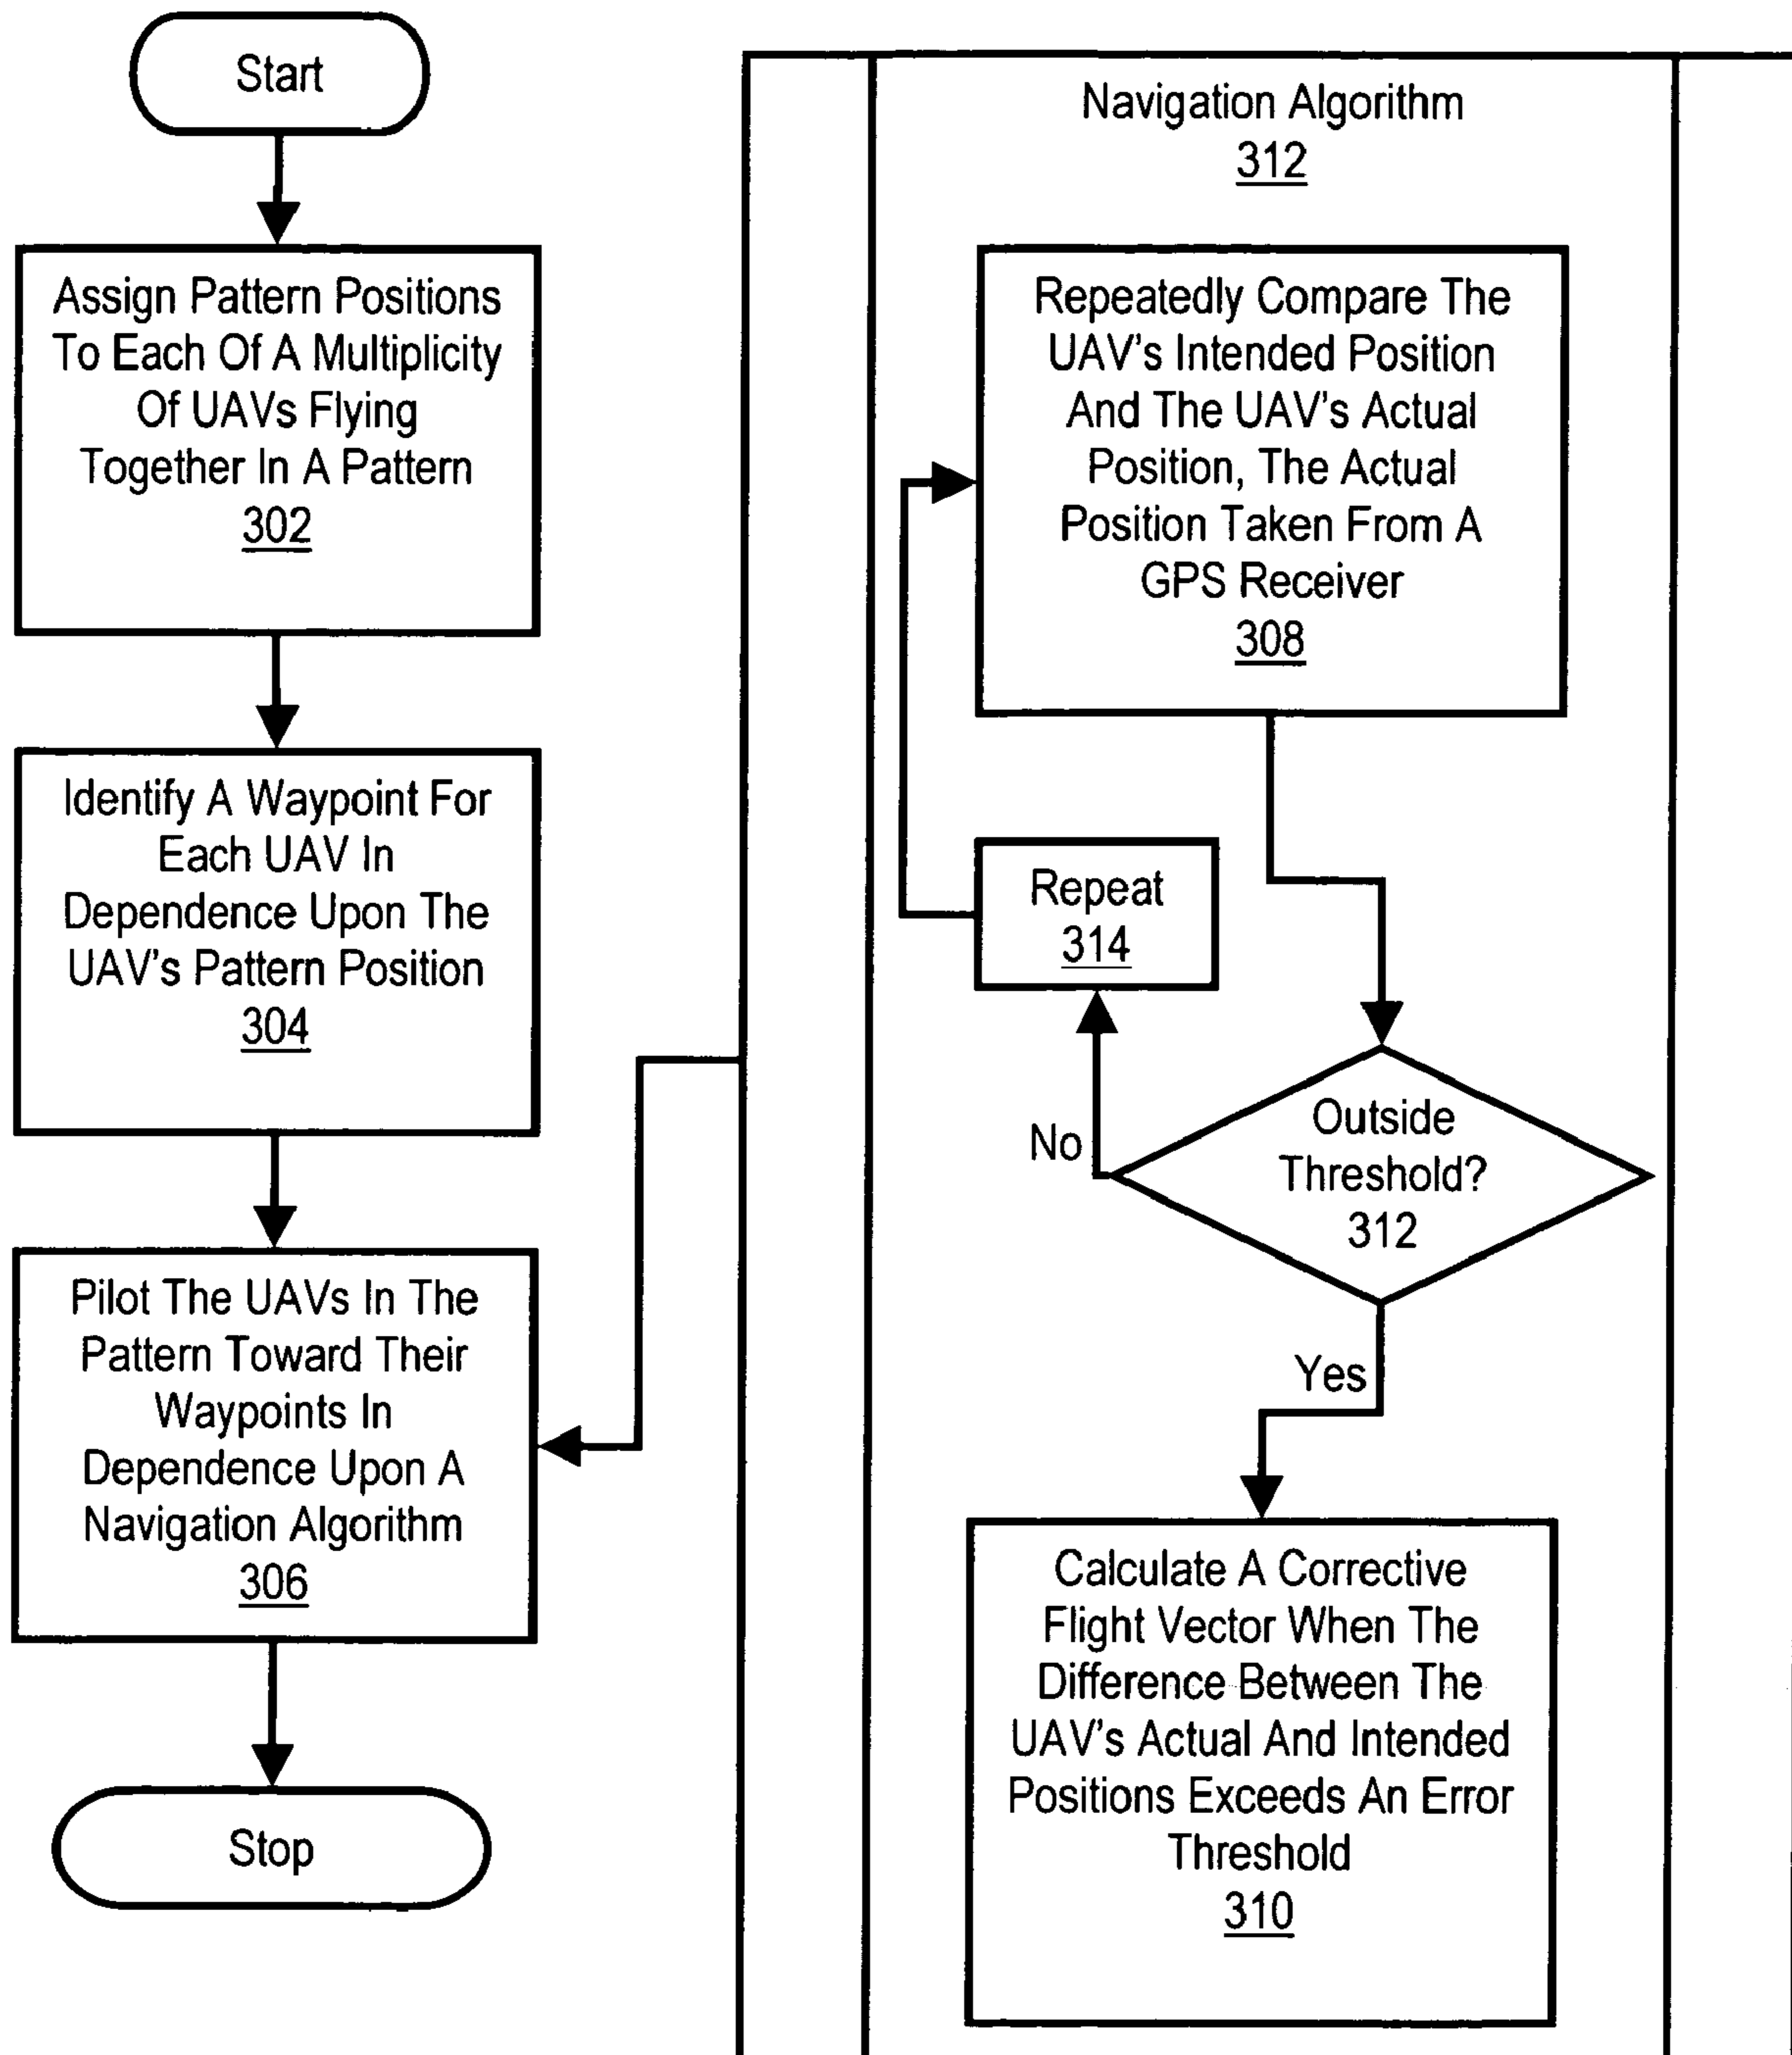 Start
Assign Pattern Positions
To Each Of A Multiplicity
Of UAVs Flying
Together In A Pattern
302
Identify A Waypoint For
Each UAV In
Dependence Upon The
UAV's Pattern Position
304
Pilot The UAVs In The
Pattern Toward Their
Waypoints In
Dependence Upon A
Navigation Algorithm
306
Stop
Navigation Algorithm
312
Repeatedly Compare The
UAV's Intended Position
And The UAV's Actual
Position, The Actual
Position Taken From A
GPS Receiver
308
Repeat
314
No
Outside
Threshold?
312
Yes
Calculate A Corrective
Flight Vector When The
Difference Between The
UAV's Actual And Intended
Positions Exceeds An Error
Threshold
310